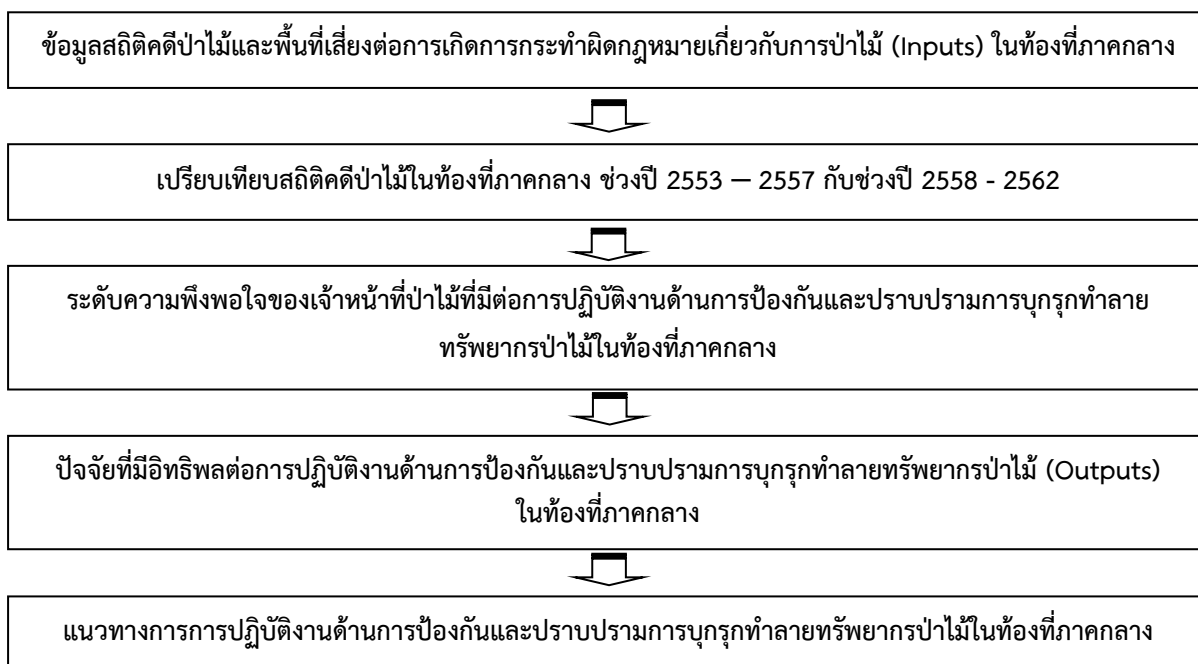 ข้อมูลสถิติคดีป่าไม้และพื้นที่เสี่ยงต่อการเกิดการกระทำผิดกฎหมายเกี่ยวกับการป่าไม้ (Inputs) ในท้องที่ภาคกลาง
เปรียบเทียบสถิติคดีป่าไม้ในท้องที่ภาคกลาง ช่วงปี 2553 – 2557 กับช่วงปี 2558 - 2562
ระดับความพึงพอใจของเจ้าหน้าที่ป่าไม้ที่มีต่อการปฏิบัติงานด้านการป้องกันและปราบปรามการบุกรุกทำลาย
ทรัพยากรป่าไม้ในท้องที่ภาคกลาง
ปัจจัยที่มีอิทธิพลต่อการปฏิบัติงานด้านการป้องกันและปราบปรามการบุกรุกทำลายทรัพยากรป่าไม้ (Outputs)
ในท้องที่ภาคกลาง
แนวทางการการปฏิบัติงานด้านการป้องกันและปราบปรามการบุกรุกทำลายทรัพยากรป่าไม้ในท้องที่ภาคกลาง